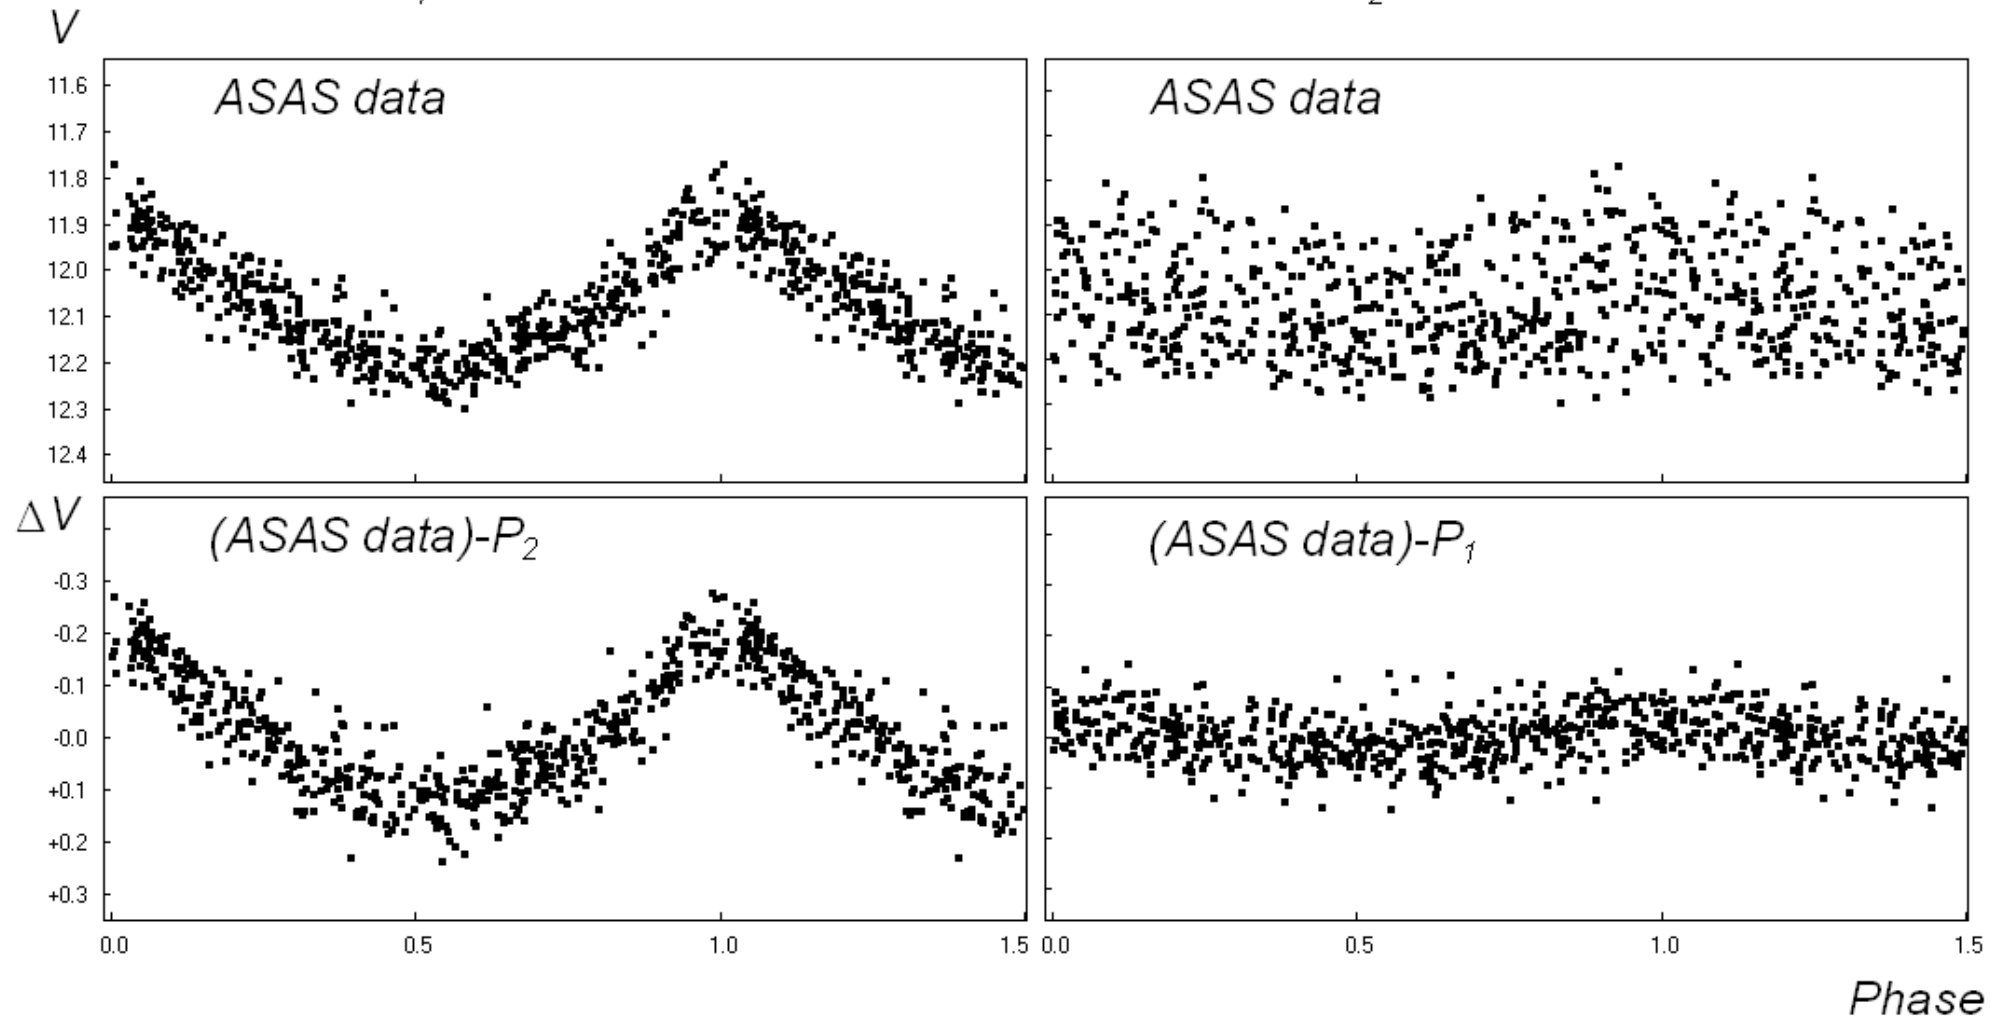 V
ASAS data
ASAS data
11.6
11.7
11.8
11.9
12.0
12.1
12.2
12.3
12.4
ΔV
(ASAS data)-P₂
(ASAS data)-P₁
-0.3
-0.2
-0.1
-0.0
+0.1
+0.2
+0.3
0.0 0.5 1.0 1.5 0.0 0.5 1.0 1.5
Phase